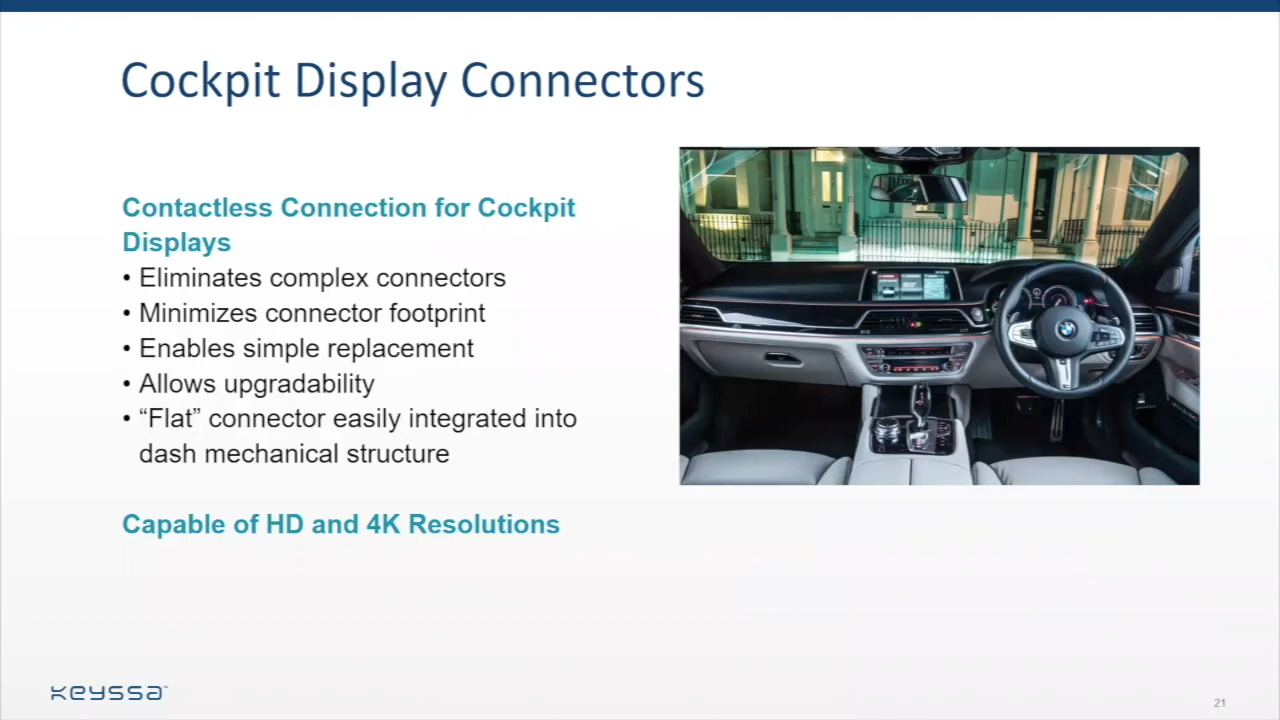 Cockpit Display Connectors
Contactless Connection for Cockpit
Displays
• Eliminates complex connectors
• Minimizes connector footprint
• Enables simple replacement
• Allows upgradability
• “Flat” connector easily integrated into
dash mechanical structure
Capable of HD and 4K Resolutions
keyssa™
21